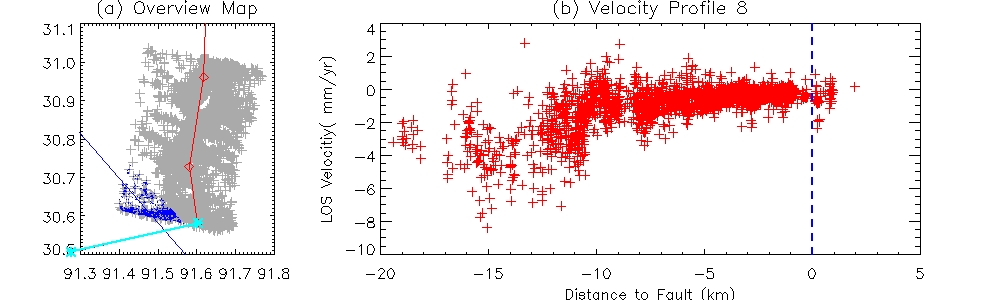 (a) Overview Map
31.1
31.0
30.9
30.8
30.7
30.6
30.5
91.3 91.4 91.5 91.6 91.7 91.8
(b) Velocity Profile 8
LOS Velocitiy( mm/yr)
4
2
0
−2
−4
−6
−8
−10
−20 −15 −10 −5 0 5
Distance to Fault (km)